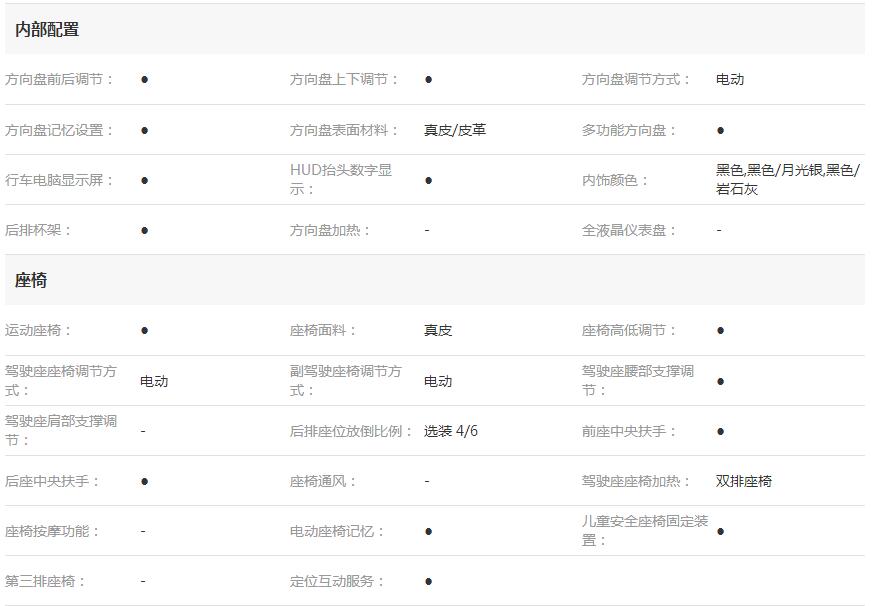 内部配置
方向盘前后调节： ● 方向盘上下调节： ● 方向盘调节方式： 电动
方向盘记忆设置： ● 方向盘表面材料： 真皮/皮革 多功能方向盘： ●
行车电脑显示屏： ● HUD抬头数字显
示： ● 内饰颜色： 黑色,黑色/月光银,黑色/
岩石灰
后排杯架： ● 方向盘加热： - 全液晶仪表盘： -
座椅
运动座椅： ● 座椅面料： 真皮 座椅高低调节： ●
驾驶座座椅调节方
式： 电动 副驾驶座椅调节方
式： 电动 驾驶座腰部支撑调
节： ●
驾驶座肩部支撑调
节： - 后排座位放倒比例： 选装 4/6 前座中央扶手： ●
后座中央扶手： ● 座椅通风： - 驾驶座座椅加热： 双排座椅
座椅按摩功能： - 电动座椅记忆： ● 儿童安全座椅固定装
置： ●
第三排座椅： - 定位互动服务： ●